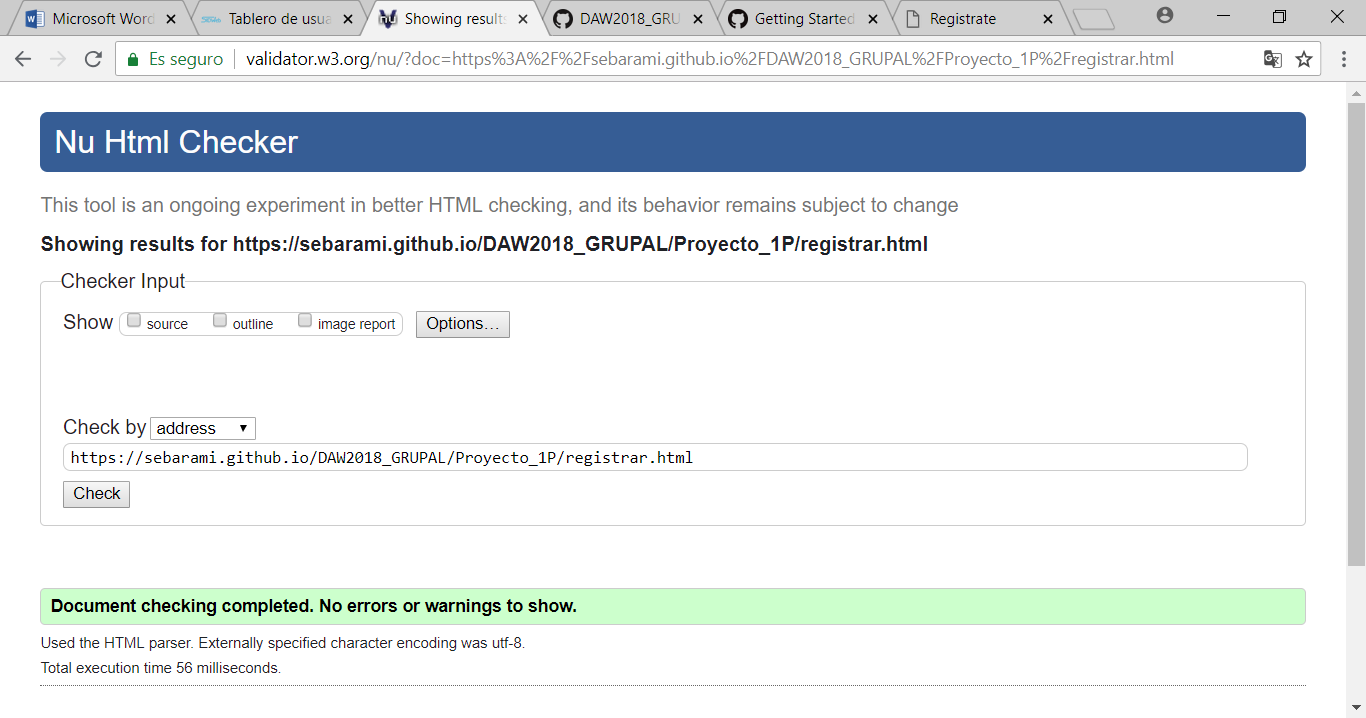 Microsoft Word
Tablero de usua
Showing results
DAW2018_GRU
Getting Started
Registrate
Es seguro
validator.w3.org/nu/?doc=https%3A%2F%2Fsebarami.github.io%2FDAW2018_GRUPAL%2FProyecto_1P%2Fregistrar.html
Nu Html Checker
This tool is an ongoing experiment in better HTML checking, and its behavior remains subject to change
Showing results for https://sebarami.github.io/DAW2018_GRUPAL/Proyecto_1P/registrar.html
Checker Input
Show source outline image report Options...
Check by address
https://sebarami.github.io/DAW2018_GRUPAL/Proyecto_1P/registrar.html
Check
Document checking completed. No errors or warnings to show.
Used the HTML parser. Externally specified character encoding was utf-8.
Total execution time 56 milliseconds.